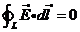 ∮_L E⃗•dl⃗ = 0